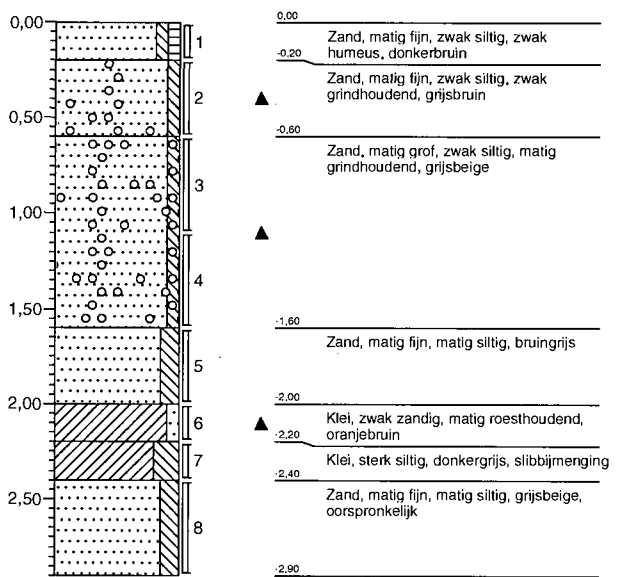 0,00
0,50
1,00
1,50
2,00
2,50
1
2
3
4
5
6
7
8
0,00
Zand, matig fijn, zwak siltig, zwak
humeus, donkerbruin
-0,20
Zand, matig fijn, zwak siltig, zwak
grindhoudend, grijsbruin
-0,60
Zand, matig grof, zwak siltig, matig
grindhoudend, grijsbeige
-1,60
Zand, matig fijn, matig siltig, bruingrijs
-2,00
Klei, zwak zandig, matig roesthoudend,
oranjebruin
-2,20
Klei, sterk siltig, donkergrijs, slibbijmenging
-2,40
Zand, matig fijn, matig siltig, grijsbeige,
oorspronkelijk
-2,90